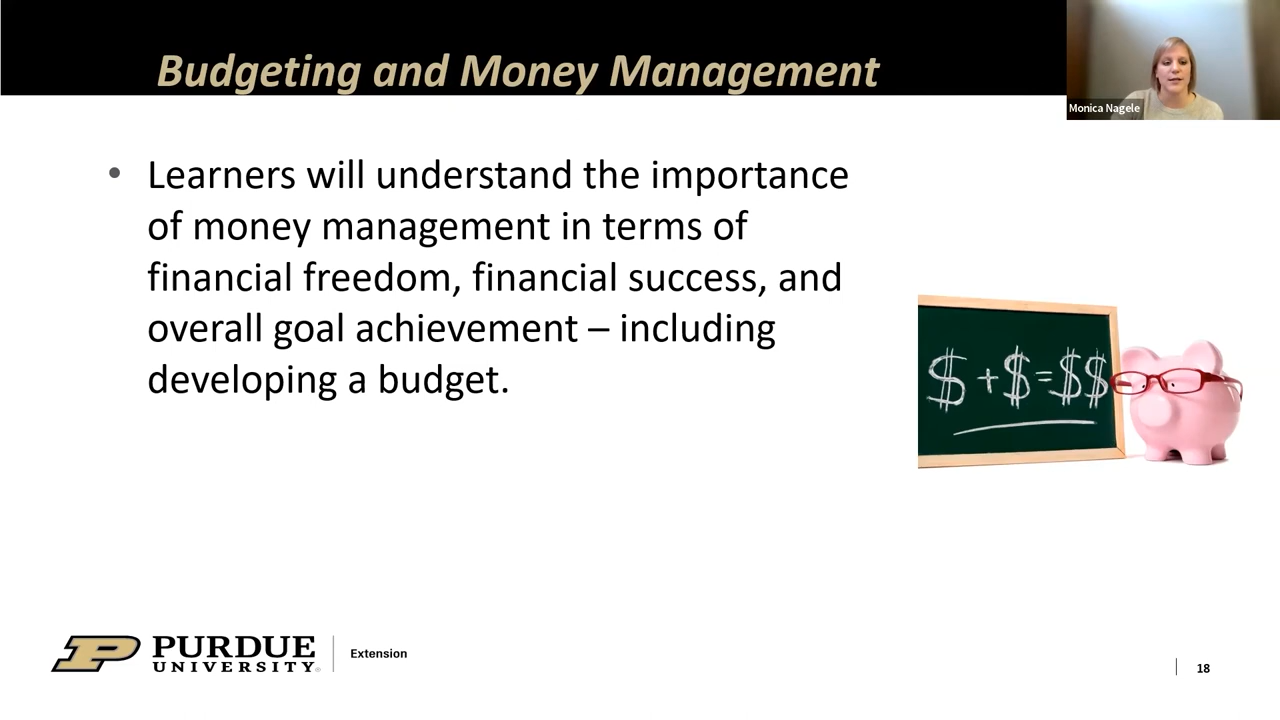 Budgeting and Money Management
Monica Nagele
• Learners will understand the importance
of money management in terms of
financial freedom, financial success, and
overall goal achievement – including
developing a budget.
$ + $ = $$
PURDUE
UNIVERSITY®
Extension
18